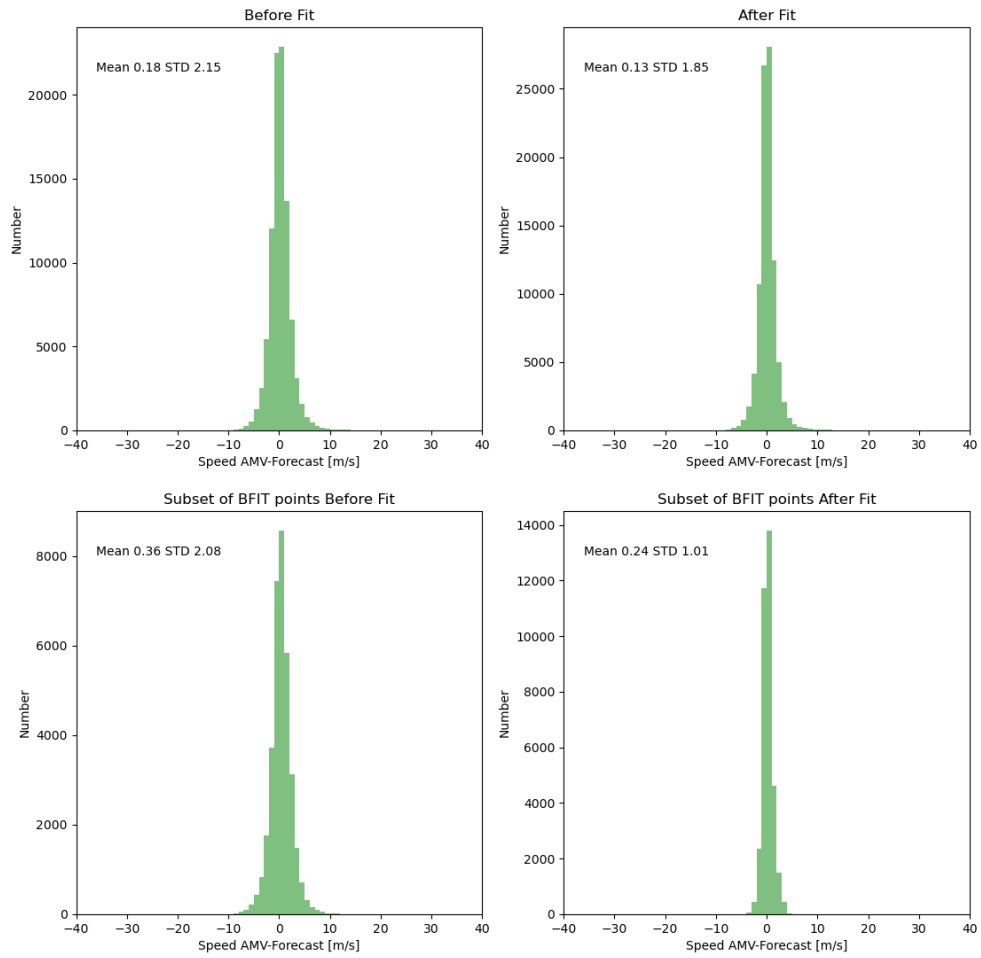 Before Fit
Mean 0.18 STD 2.15
Number
20000
15000
10000
5000
0
−40 −30 −20 −10 0 10 20 30 40
Speed AMV-Forecast [m/s]
After Fit
Mean 0.13 STD 1.85
Number
25000
20000
15000
10000
5000
0
−40 −30 −20 −10 0 10 20 30 40
Speed AMV-Forecast [m/s]
Subset of BFIT points Before Fit
Mean 0.36 STD 2.08
Number
8000
6000
4000
2000
0
−40 −30 −20 −10 0 10 20 30 40
Speed AMV-Forecast [m/s]
Subset of BFIT points After Fit
Mean 0.24 STD 1.01
Number
14000
12000
10000
8000
6000
4000
2000
0
−40 −30 −20 −10 0 10 20 30 40
Speed AMV-Forecast [m/s]